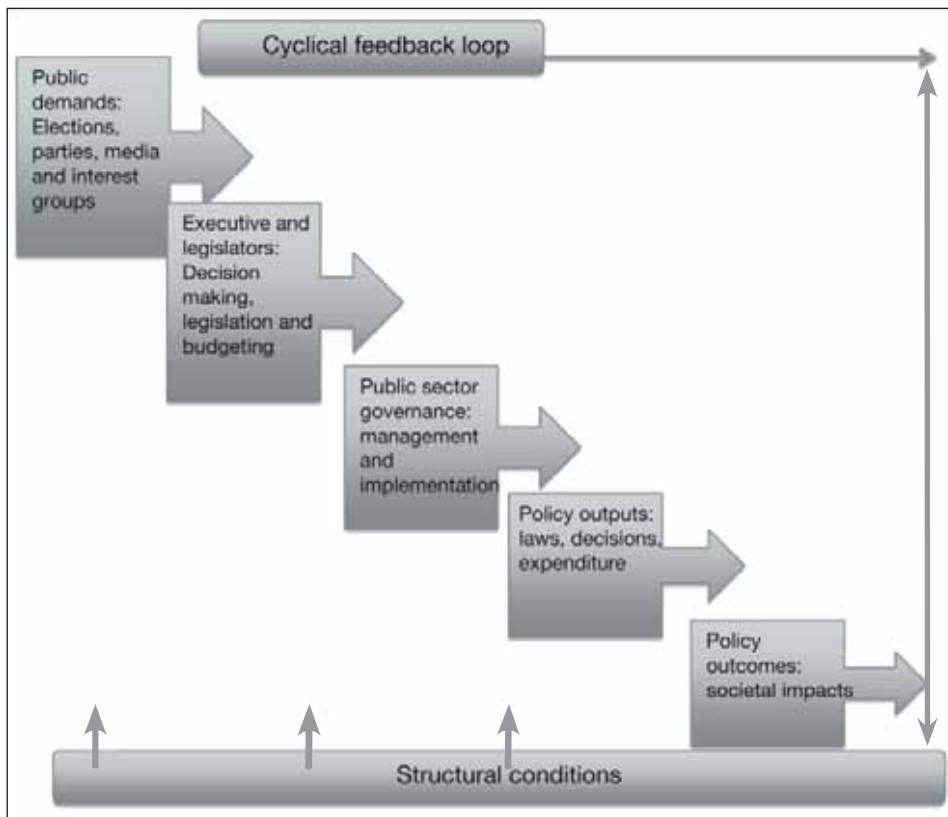 Cyclical feedback loop
Public
demands:
Elections,
parties, media
and interest
groups
Executive and
legislators:
Decision
making,
legislation and
budgeting
Public sector
governance:
management
and
implementation
Policy outputs:
laws, decisions,
expenditure
Policy
outcomes:
societal impacts
Structural conditions